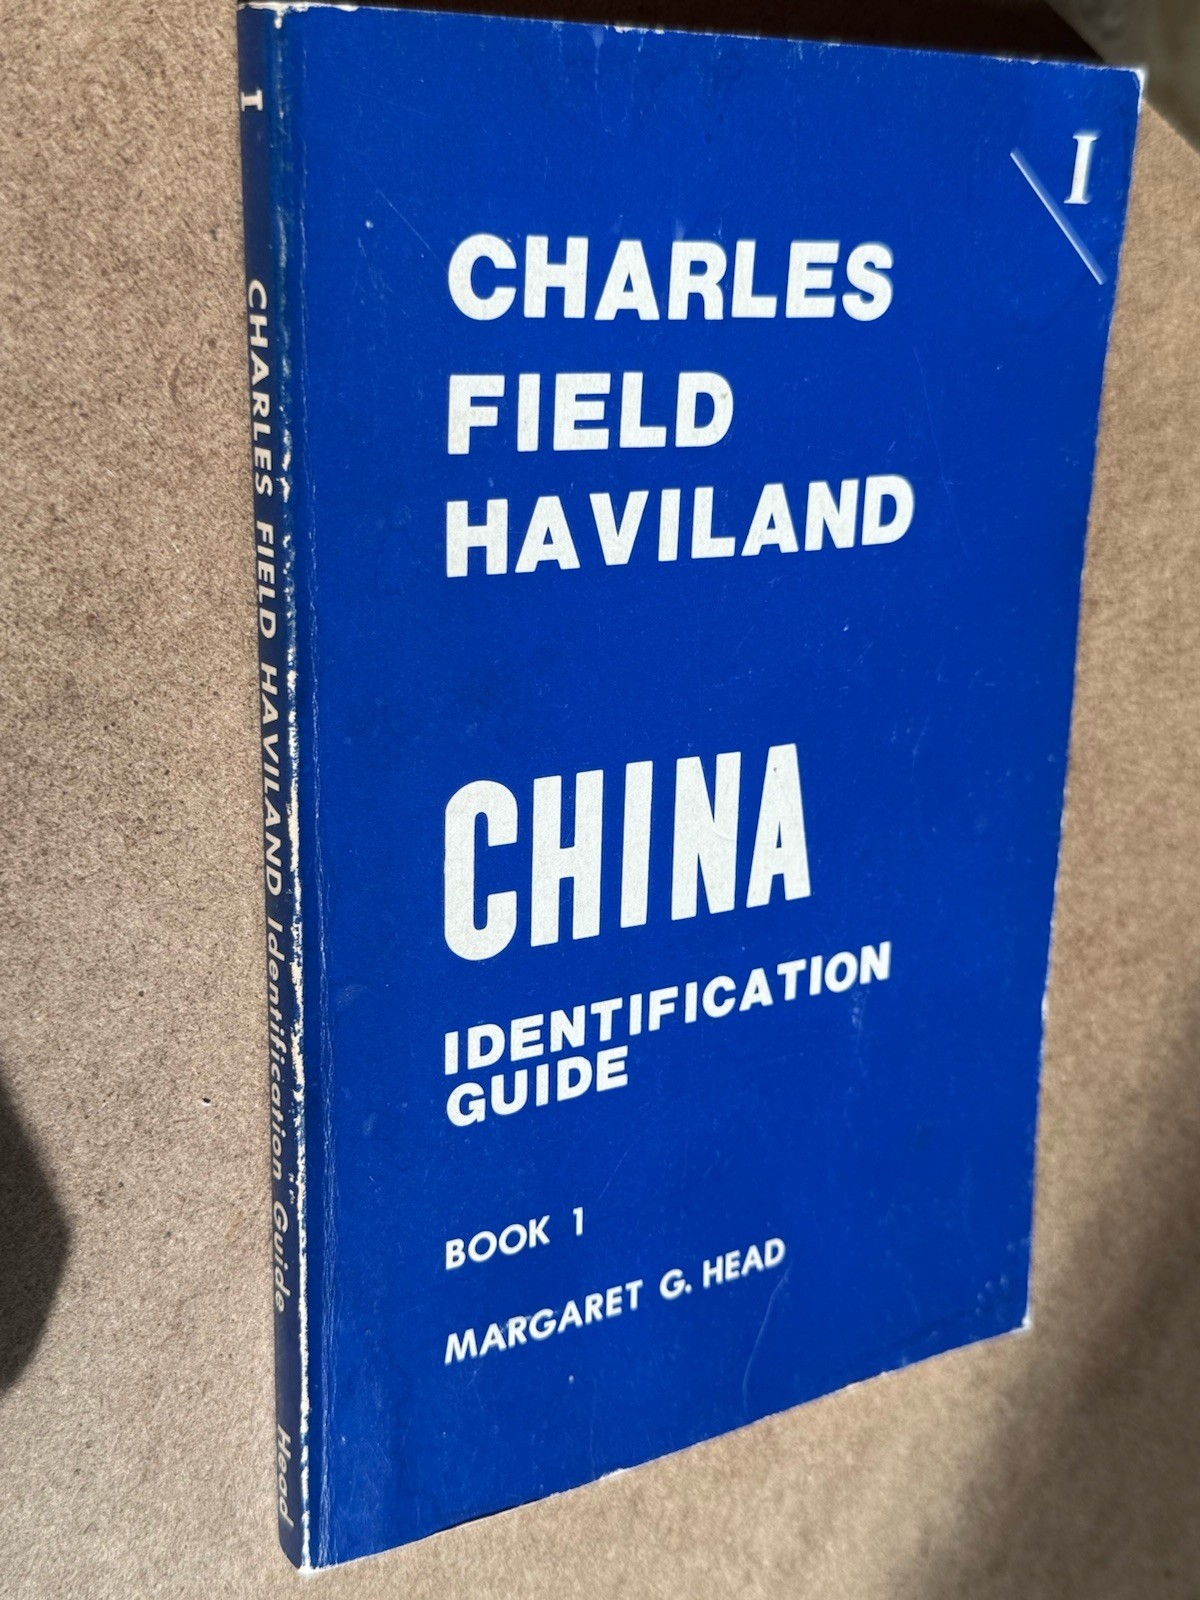 I
CHARLES
FIELD
HAVILAND
CHINA
IDENTIFICATION
GUIDE
BOOK 1
MARGARET G. HEAD
I CHARLES FIELD HAVILAND Identification Guide Head